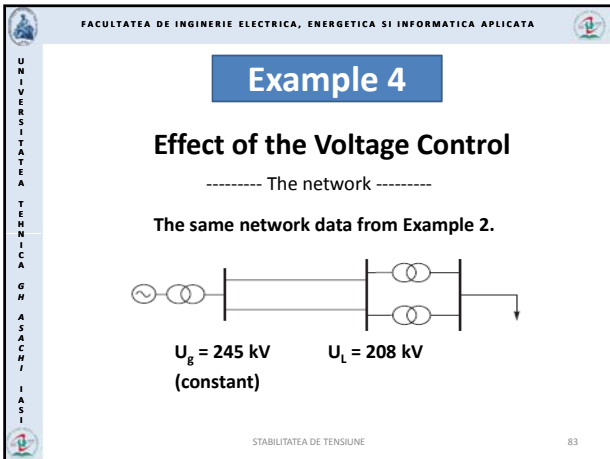 FACULTATEA DE INGINERIE ELECTRICA, ENERGETICA SI INFORMATICA APLICATA
UNIVERSITATEA TEHNICA GH ASACHI IASI
Example 4
Effect of the Voltage Control
--------- The network ---------
The same network data from Example 2.
Ug = 245 kV UL = 208 kV
(constant)
STABILITATEA DE TENSIUNE 83